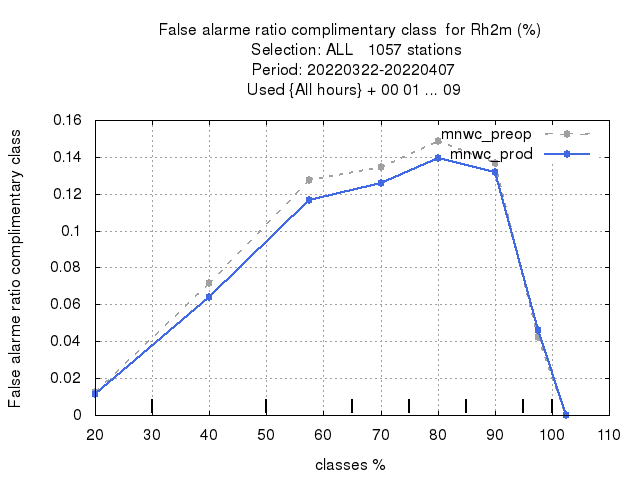 False alarme ratio complimentary class  for Rh2m (%)
Selection: ALL   1057 stations
Period: 20220322-20220407
Used {All hours} + 00 01 ... 09
False alarme ratio complimentary class
0.16
0.14
0.12
0.1
0.08
0.06
0.04
0.02
0
mnwc_preop
mnwc_prod
20 30 40 50 60 70 80 90 100 110
classes %